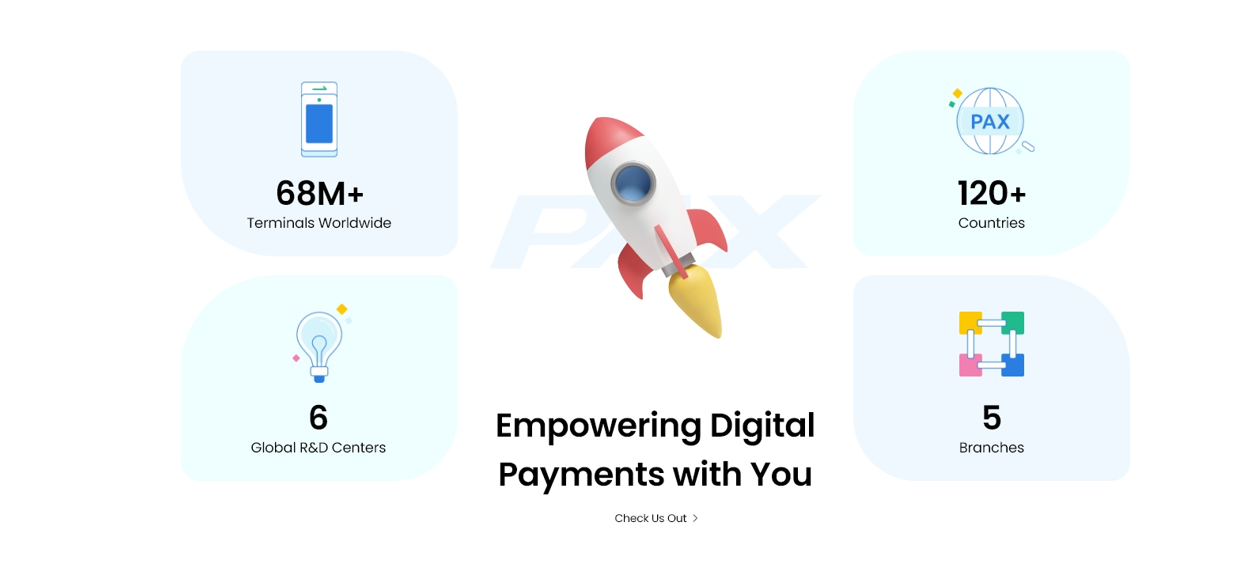 68M+
Terminals Worldwide
6
Global R&D Centers
PAX
Empowering Digital
Payments with You
Check Us Out >
PAX
120+
Countries
5
Branches